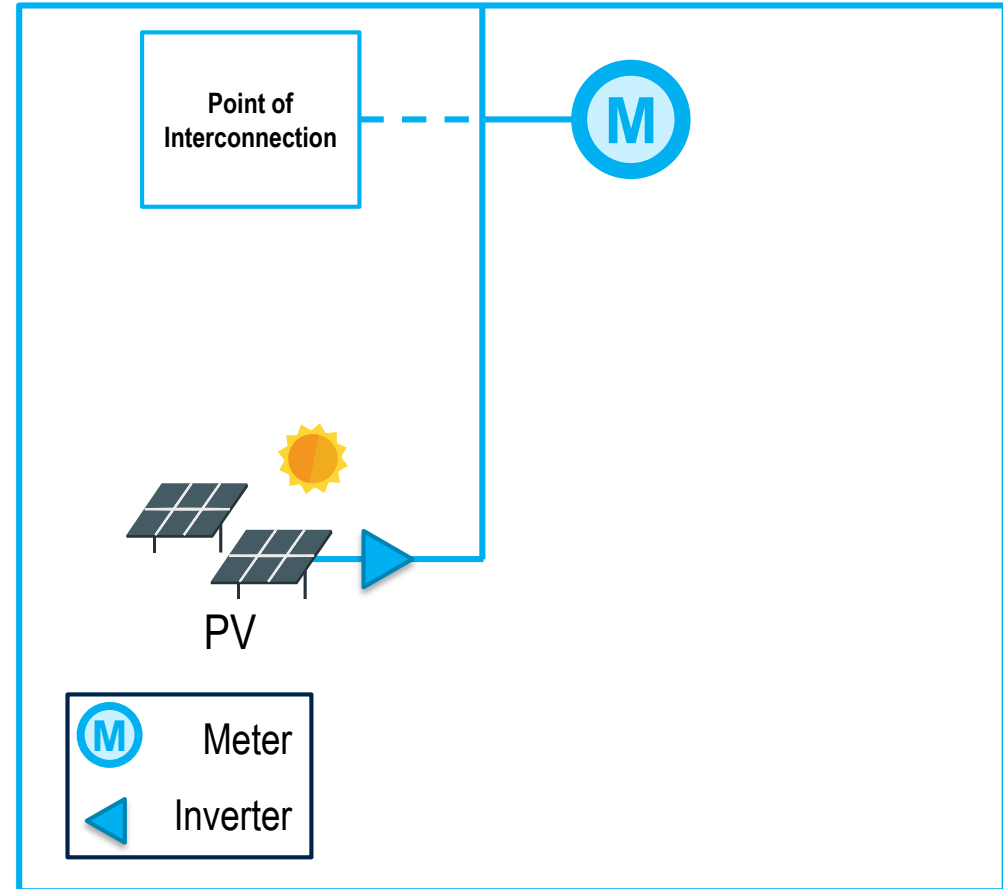 Point of
Interconnection
M
PV
M
Meter
Inverter